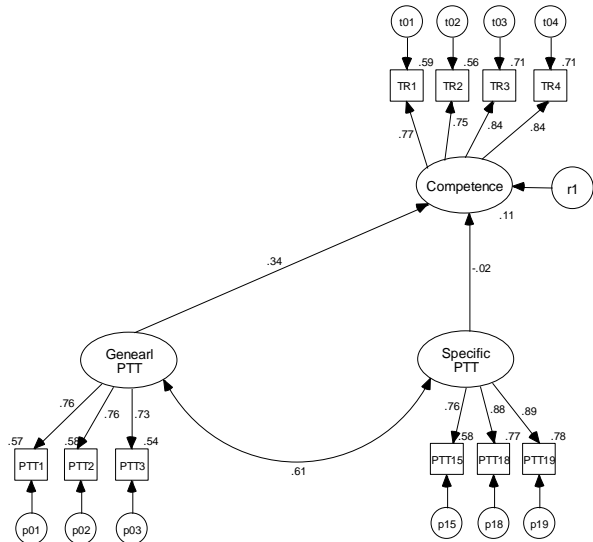 t01 t02 t03 t04
.59 .56 .71 .71
TR1 TR2 TR3 TR4
.77 .75 .84 .84
Competence r1
.11
.34 -.02
Genearl
PTT
Specific
PTT
.76 .76 .73 .76 .88 .89
.57 .58 .54 .58 .77 .78
PTT1 PTT2 PTT3 PTT15 PTT18 PTT19
.61
p01 p02 p03 p15 p18 p19